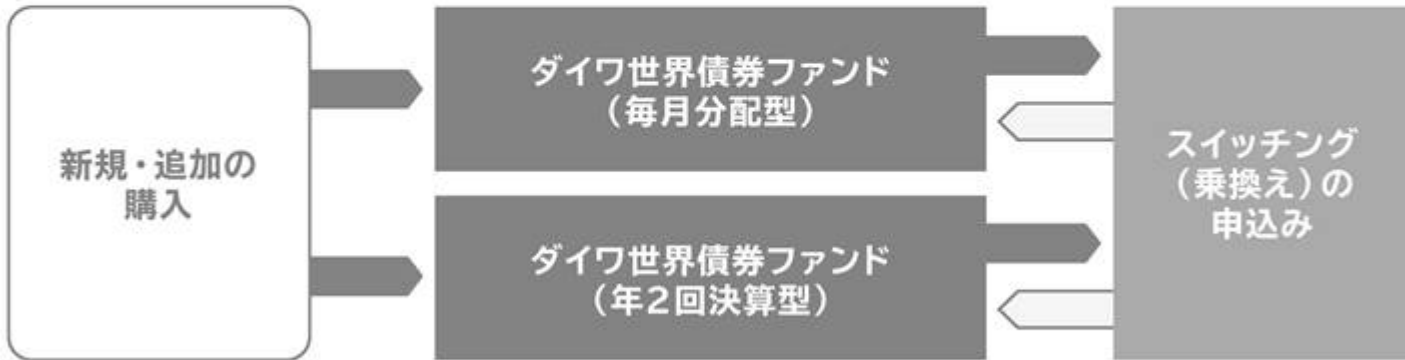 新規・追加の
購入
ダイワ世界債券ファンド
（毎月分配型）
ダイワ世界債券ファンド
（年2回決算型）
スイッチング
（乗換え）の
申込み